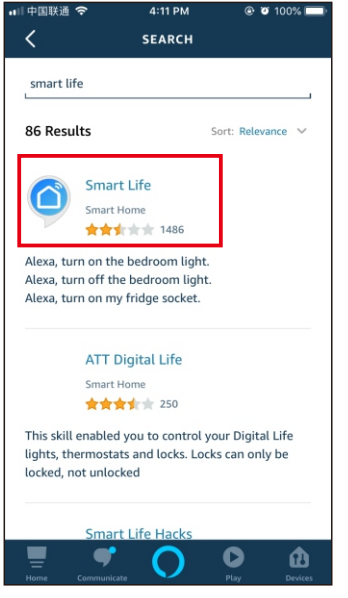 中国联通 4:11 PM 100%
SEARCH
smart life
86 Results Sort: Relevance
Smart Life
Smart Home
1486
Alexa, turn on the bedroom light.
Alexa, turn off the bedroom light.
Alexa, turn on my fridge socket.
ATT Digital Life
Smart Home
250
This skill enabled you to control your Digital Life
lights, thermostats and locks. Locks can only be
locked, not unlocked
Smart Life Hacks
Home Communicate Play Devices